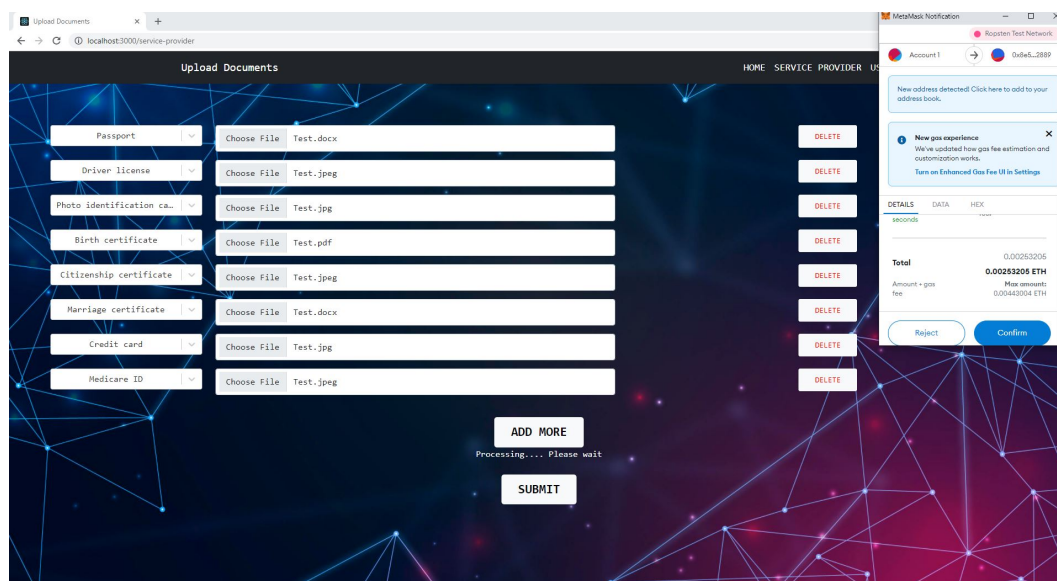 Upload Documents
localhost:3000/service-provider
Upload Documents
HOME SERVICE PROVIDER
Passport
Choose File Test.docx
DELETE
Driver license
Choose File Test.jpeg
DELETE
Photo identification ca...
Choose File Test.jpg
DELETE
Birth certificate
Choose File Test.pdf
DELETE
Citizenship certificate
Choose File Test.jpeg
DELETE
Marriage certificate
Choose File Test.docx
DELETE
Credit card
Choose File Test.jpg
DELETE
Medicare ID
Choose File Test.jpeg
DELETE
ADD MORE
Processing.... Please wait
SUBMIT
MetaMask Notification
Ropsten Test Network
Account 1
0x8e5...2889
New address detected! Click here to add to your
address book.
New gas experience
We've updated how gas fee estimation and
customization works.
Turn on Enhanced Gas Fee UI in Settings
DETAILS DATA HEX
seconds
0.00253205
Total
0.00253205 ETH
Amount + gas
fee
Max amount:
0.00443004 ETH
Reject
Confirm